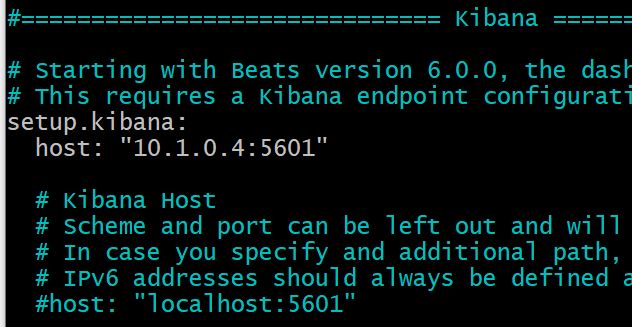 #============================== Kibana ======
# Starting with Beats version 6.0.0, the dash
# This requires a Kibana endpoint configurati
setup.kibana:
  host: "10.1.0.4:5601"
  # Kibana Host
  # Scheme and port can be left out and will
  # In case you specify and additional path,
  # IPv6 addresses should always be defined a
  #host: "localhost:5601"